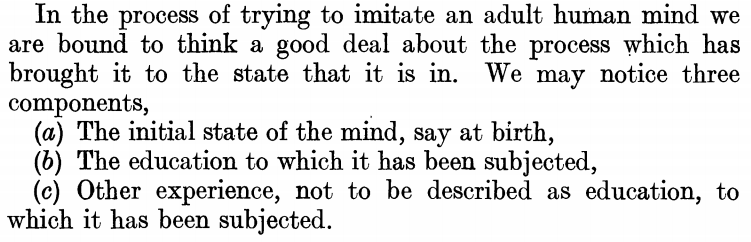 In the process of trying to imitate an adult human mind we
are bound to think a good deal about the process which has
brought it to the state that it is in. We may notice three
components,
(a) The initial state of the mind, say at birth,
(b) The education to which it has been subjected,
(c) Other experience, not to be described as education, to
which it has been subjected.